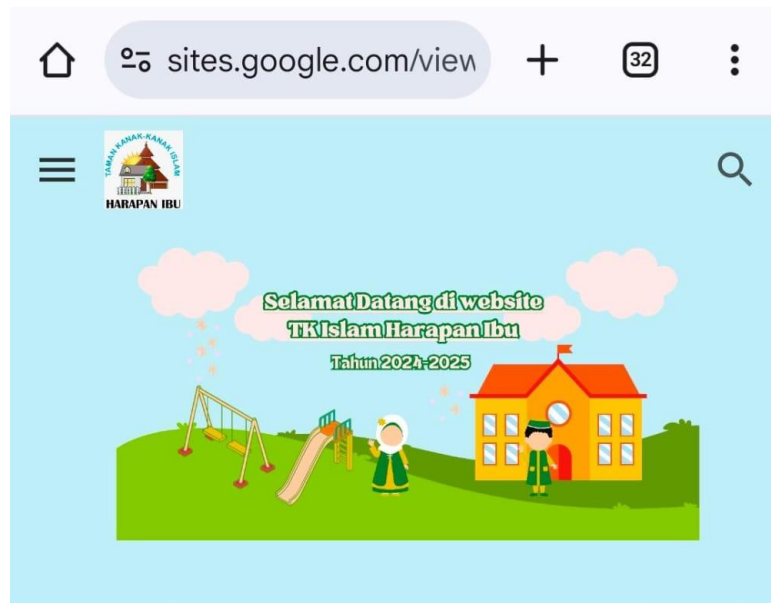 sites.google.com/view
32
TAMAN KANAK-KANAK ISLAM
HARAPAN IBU
Selamat Datang di website
TK Islam Harapan Ibu
Tahun 2024-2025